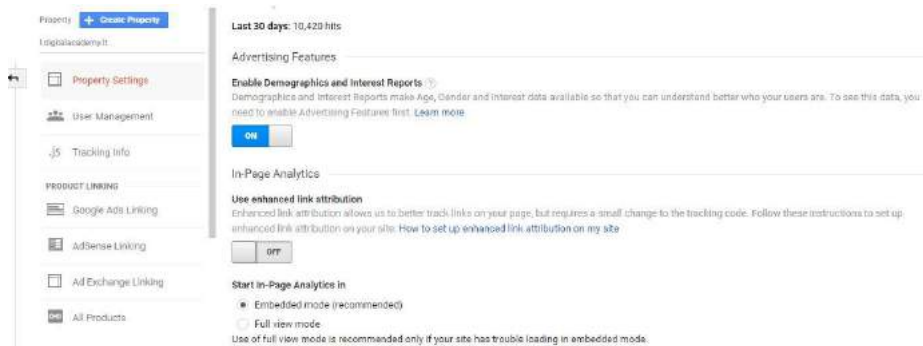 Property + Create Property
Property Settings
User Management
.js Tracking Info
PRODUCT LINKING
Google Ads Linking
AdSense Linking
Ad Exchange Linking
All Products
Last 30 days: 10,420 hits
Advertising Features
Enable Demographics and Interest Reports ?
Demographics and Interest Reports make Age, Gender and Interest data available so that you can understand better who your users are. To see this data, you
need to enable Advertising Features first. Learn more
ON
In-Page Analytics
Use enhanced link attribution
Enhanced link attribution allows us to better track links on your page, but requires a small change to the tracking code. Follow these instructions to set up
enhanced link attribution on your site: How to set up enhanced link attribution on my site
OFF
Start In-Page Analytics in
Embedded mode (recommended)
Full view mode
Use of full view mode is recommended only if your site has trouble loading in embedded mode.